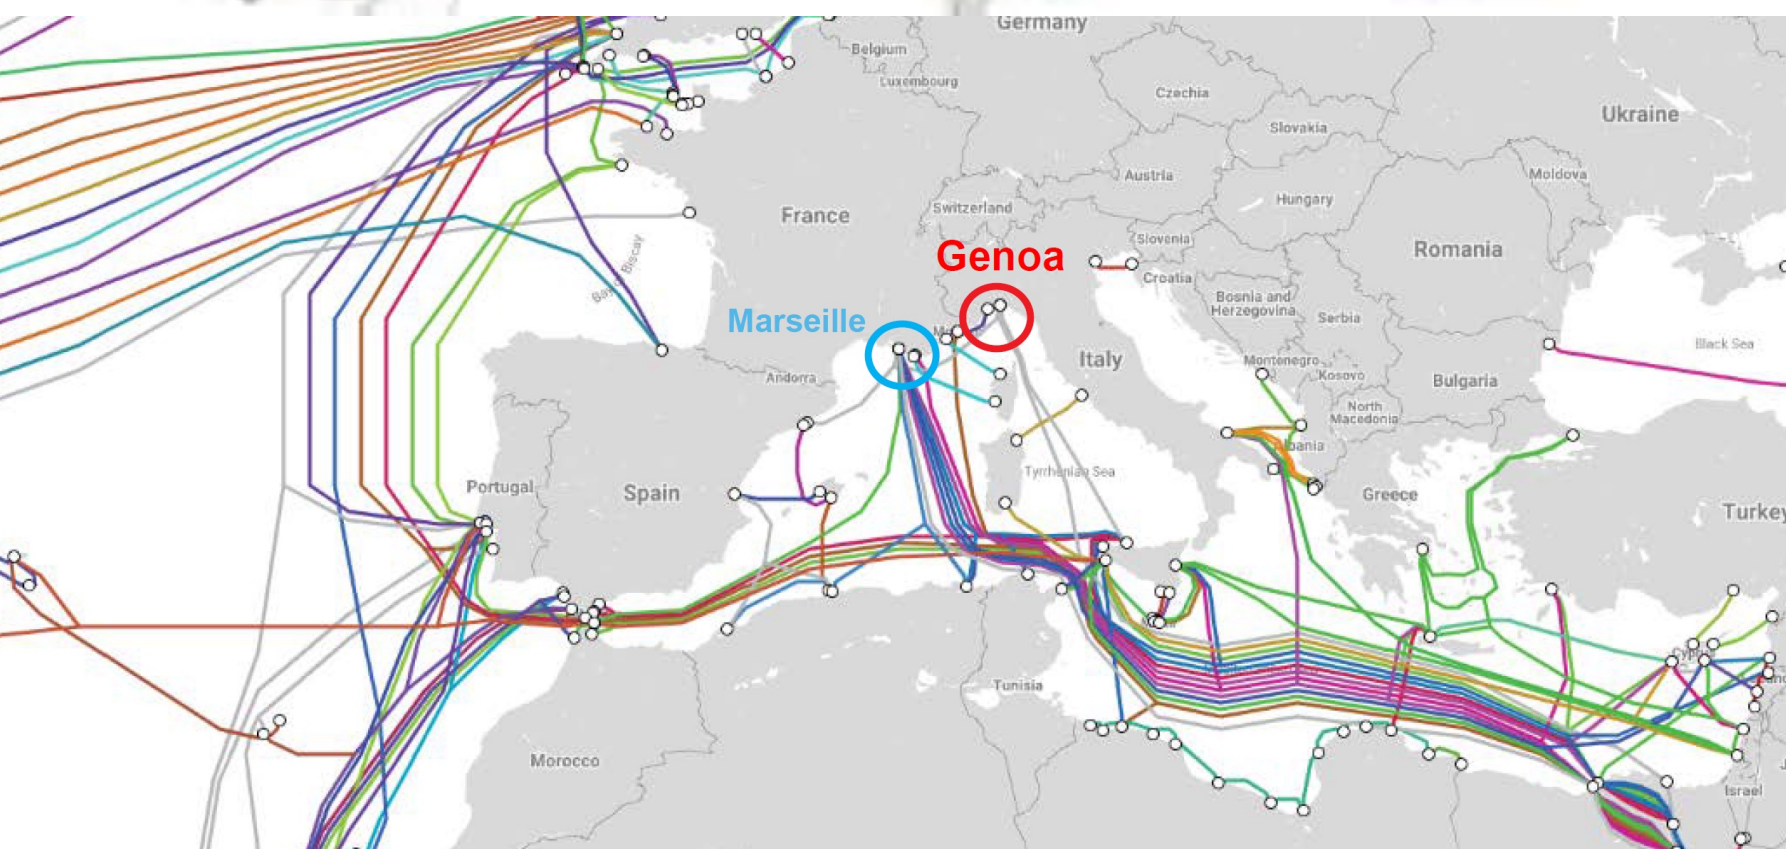 Germany
Belgium
Luxembourg
Czechia
Ukraine
Slovakia
Austria
Moldova
Hungary
France
Switzerland
Slovenia
Romania
Genoa
Croatia
Bosnia and
Herzegovina
Serbia
Marseille
Black Sea
Italy
Montenegro
Kosovo
Andorra
Bulgaria
North
Macedonia
Tyrrhenian Sea
Portugal
Spain
Greece
Turkey
Tunisia
Morocco
Israel